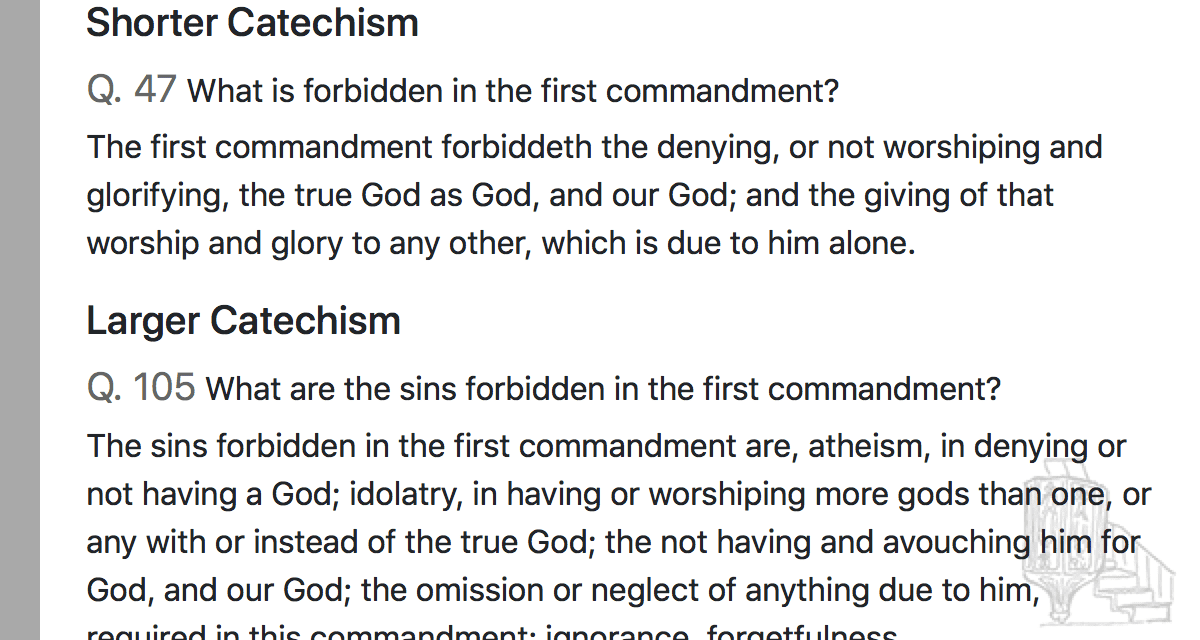 Shorter Catechism
Q. 47 What is forbidden in the first commandment?
The first commandment forbiddeth the denying, or not worshiping and
glorifying, the true God as God, and our God; and the giving of that
worship and glory to any other, which is due to him alone.
Larger Catechism
Q. 105 What are the sins forbidden in the first commandment?
The sins forbidden in the first commandment are, atheism, in denying or
not having a God; idolatry, in having or worshiping more gods than one, or
any with or instead of the true God; the not having and avouching him for
God, and our God; the omission or neglect of anything due to him,
required in this commandment; ignorance, forgetfulness,